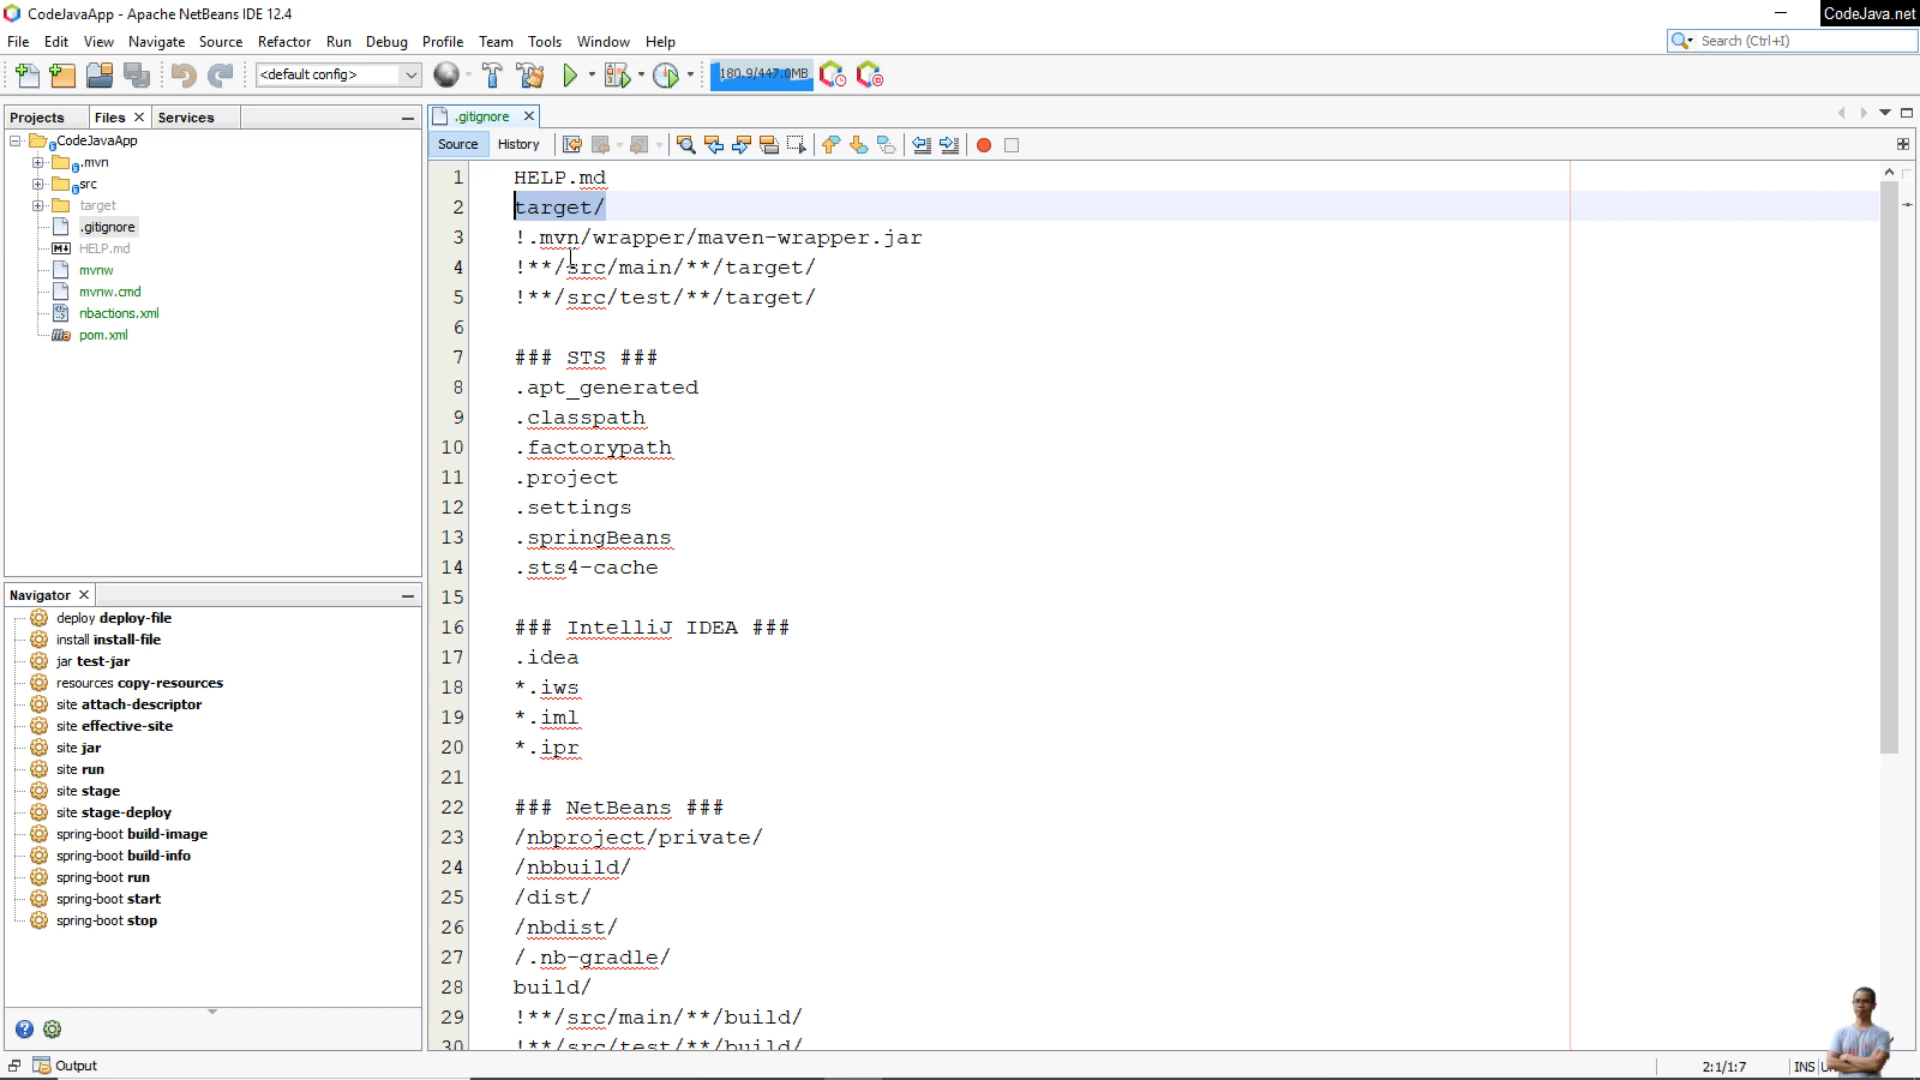 CodeJavaApp - Apache NetBeans IDE 12.4
CodeJava.net
File Edit View Navigate Source Refactor Run Debug Profile Team Tools Window Help
Search (Ctrl+I)
<default config>
180.9/447.0MB
Projects Files Services
.gitignore
CodeJavaApp
.mvn
src
target
.gitignore
HELP.md
mvnw
mvnw.cmd
nbactions.xml
pom.xml
Source History
1 HELP.md
2 target/
3 !.mvn/wrapper/maven-wrapper.jar
4 !**/src/main/**/target/
5 !**/src/test/**/target/
6
7 ### STS ###
8 .apt_generated
9 .classpath
10 .factorypath
11 .project
12 .settings
13 .springBeans
14 .sts4-cache
15
16 ### IntelliJ IDEA ###
17 .idea
18 *.iws
19 *.iml
20 *.ipr
21
22 ### NetBeans ###
23 /nbproject/private/
24 /nbbuild/
25 /dist/
26 /nbdist/
27 /.nb-gradle/
28 build/
29 !**/src/main/**/build/
30 !**/src/test/**/build/
Navigator
deploy deploy-file
install install-file
jar test-jar
resources copy-resources
site attach-descriptor
site effective-site
site jar
site run
site stage
site stage-deploy
spring-boot build-image
spring-boot build-info
spring-boot run
spring-boot start
spring-boot stop
Output
2:1/1:7
INS